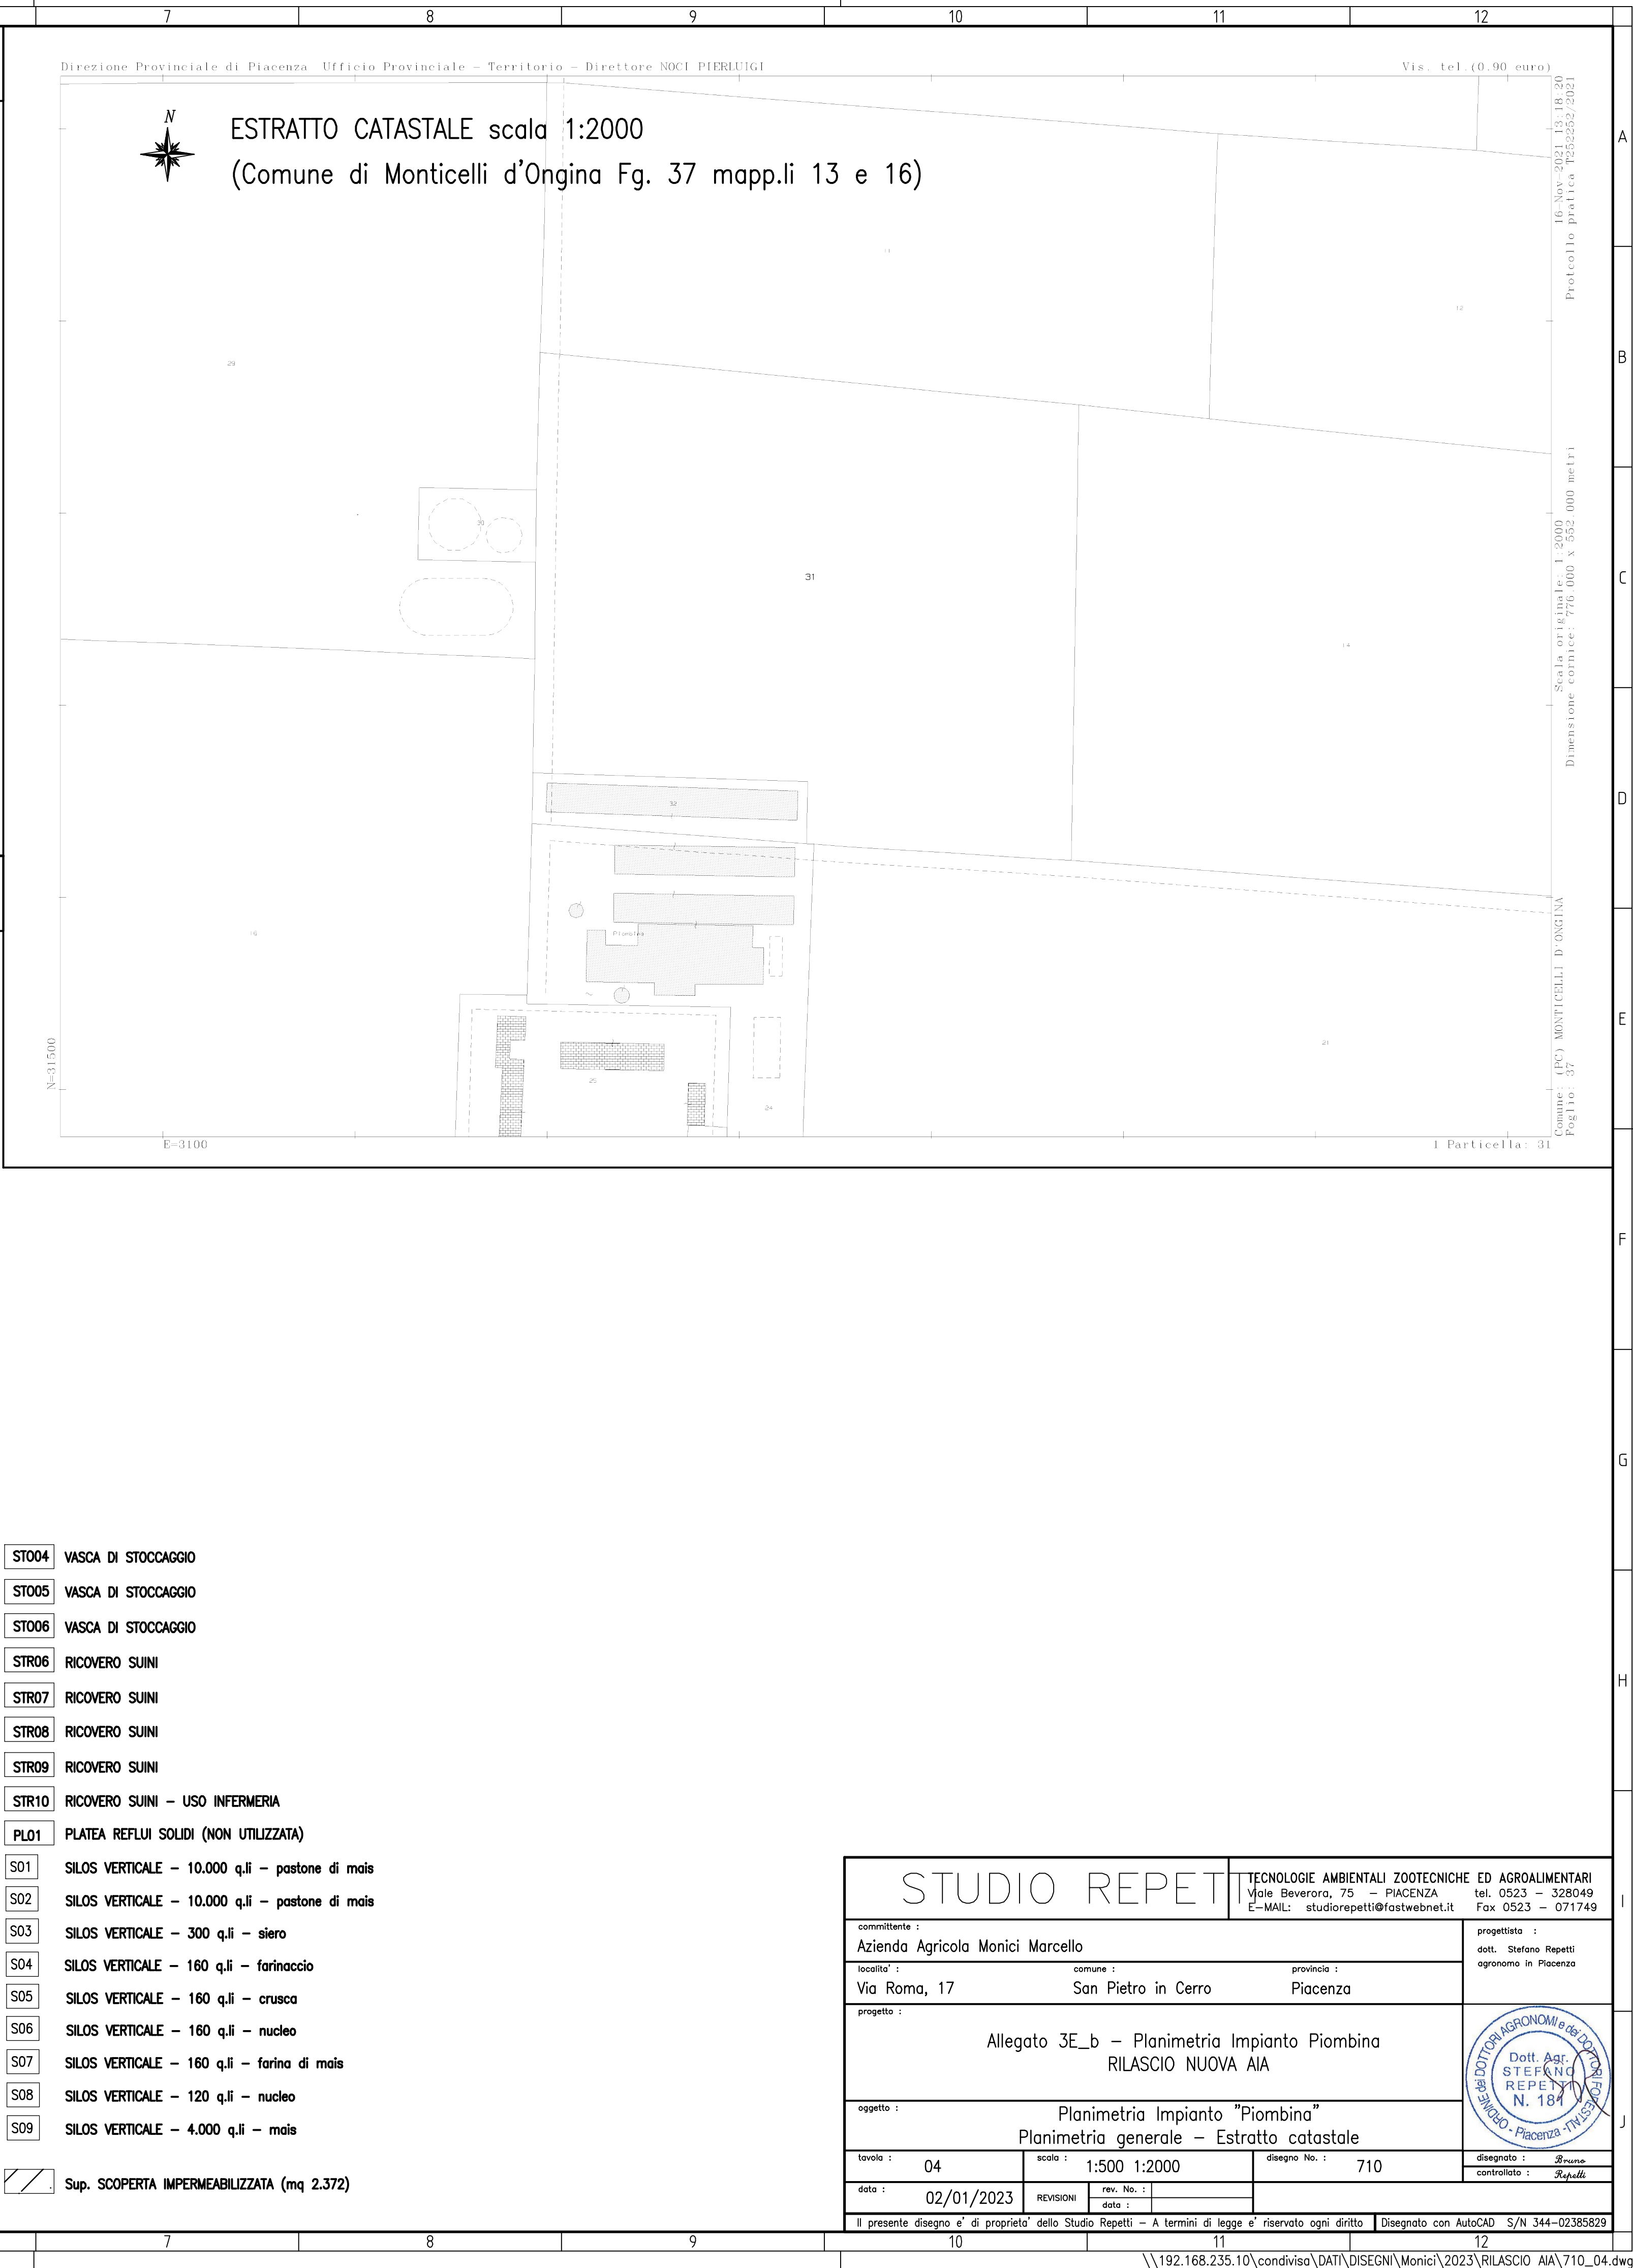 7 8 9 10 11 12
Direzione Provinciale di Piacenza Ufficio Provinciale - Territorio - Direttore NOCI PIERLUIGI
Vis. tel. (0.90 euro)
N
ESTRATTO CATASTALE scala 1:2000
(Comune di Monticelli d'Ongina Fg. 37 mapp.li 13 e 16)
16-Nov-2021 13:18:20
Protcollo pratica T252252/2021
Scala originale: 1:2000
Dimensione cornice: 776.000 x 552.000 metri
Comune: (PC) MONTICELLI D'ONGINA
Foglio: 37
A
B
C
D
E
F
G
H
I
J
11
12
29
30
31
14
32
16
Piombina
21
25
24
N=31500
E=3100
1 Particella: 31
STO04 VASCA DI STOCCAGGIO
STO05 VASCA DI STOCCAGGIO
STO06 VASCA DI STOCCAGGIO
STR06 RICOVERO SUINI
STR07 RICOVERO SUINI
STR08 RICOVERO SUINI
STR09 RICOVERO SUINI
STR10 RICOVERO SUINI – USO INFERMERIA
PL01 PLATEA REFLUI SOLIDI (NON UTILIZZATA)
S01 SILOS VERTICALE – 10.000 q.li – pastone di mais
S02 SILOS VERTICALE – 10.000 q.li – pastone di mais
S03 SILOS VERTICALE – 300 q.li – siero
S04 SILOS VERTICALE – 160 q.li – farinaccio
S05 SILOS VERTICALE – 160 q.li – crusca
S06 SILOS VERTICALE – 160 q.li – nucleo
S07 SILOS VERTICALE – 160 q.li – farina di mais
S08 SILOS VERTICALE – 120 q.li – nucleo
S09 SILOS VERTICALE – 4.000 q.li – mais
Sup. SCOPERTA IMPERMEABILIZZATA (mq 2.372)
STUDIO REPETTI
TECNOLOGIE AMBIENTALI ZOOTECNICHE ED AGROALIMENTARI
Viale Beverora, 75 – PIACENZA tel. 0523 – 328049
E-MAIL: studiorepetti@fastwebnet.it Fax 0523 – 071749
committente :
Azienda Agricola Monici Marcello
progettista :
dott. Stefano Repetti
agronomo in Piacenza
localita' : comune : provincia :
Via Roma, 17 San Pietro in Cerro Piacenza
progetto :
Allegato 3E_b – Planimetria Impianto Piombina
RILASCIO NUOVA AIA
ORDINE dei DOTTORI AGRONOMI e dei DOTTORI FORESTALI - Piacenza -
Dott. Agr.
STEFANO
REPETTI
N. 181
oggetto :
Planimetria Impianto "Piombina"
Planimetria generale – Estratto catastale
tavola : 04
scala : 1:500 1:2000
disegno No. : 710
disegnato : Bruno
controllato : Repetti
data : 02/01/2023
REVISIONI
rev. No. :
data :
Il presente disegno e' di proprieta' dello Studio Repetti – A termini di legge e' riservato ogni diritto
Disegnato con AutoCAD S/N 344-02385829
7 8 9 10 11 12
\\192.168.235.10\condivisa\DATI\DISEGNI\Monici\2023\RILASCIO AIA\710_04.dwg